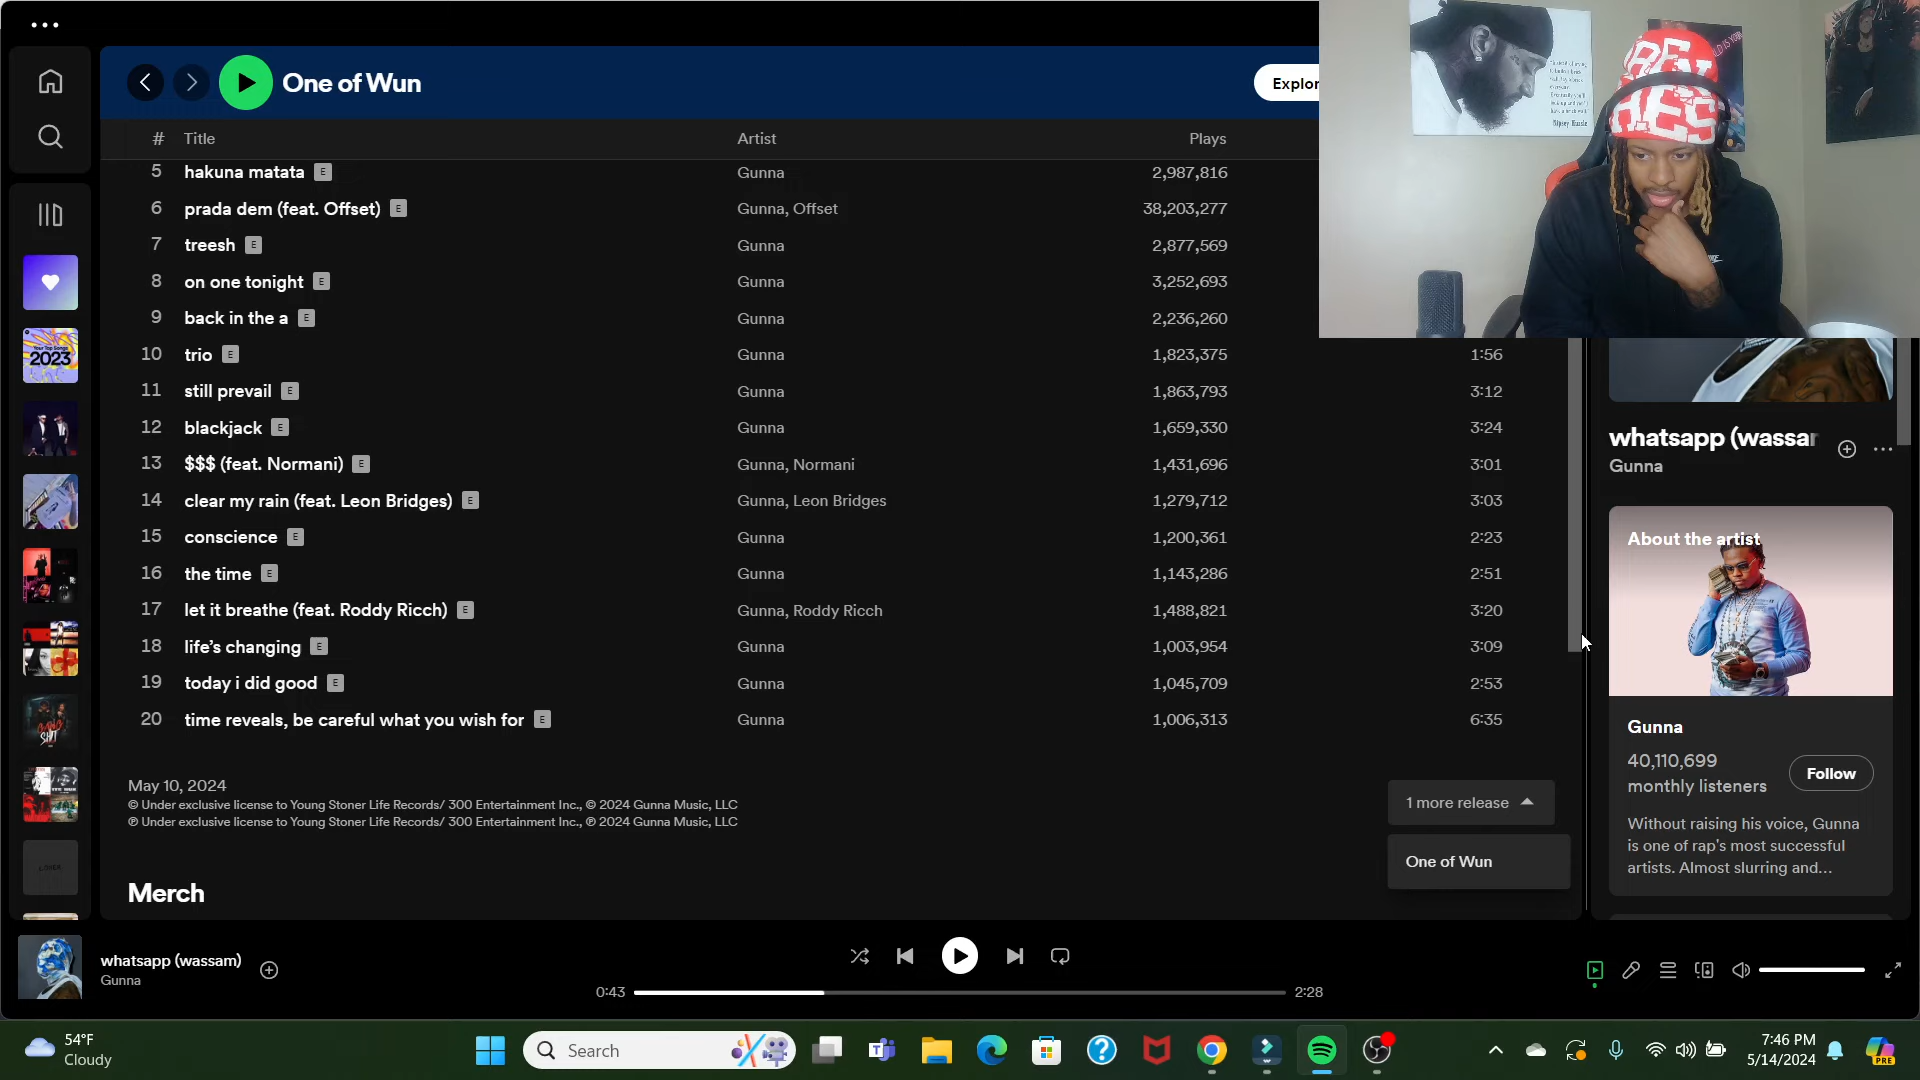 One of Wun
Explor
# Title Artist Plays
5 hakuna matata E Gunna 2,987,816
6 prada dem (feat. Offset) E Gunna, Offset 38,203,277
7 treesh E Gunna 2,877,569
8 on one tonight E Gunna 3,252,693
9 back in the a E Gunna 2,236,260
10 trio E Gunna 1,823,375 1:56
11 still prevail E Gunna 1,863,793 3:12
12 blackjack E Gunna 1,659,330 3:24
13 $$$ (feat. Normani) E Gunna, Normani 1,431,696 3:01
14 clear my rain (feat. Leon Bridges) E Gunna, Leon Bridges 1,279,712 3:03
15 conscience E Gunna 1,200,361 2:23
16 the time E Gunna 1,143,286 2:51
17 let it breathe (feat. Roddy Ricch) E Gunna, Roddy Ricch 1,488,821 3:20
18 life’s changing E Gunna 1,003,954 3:09
19 today i did good E Gunna 1,045,709 2:53
20 time reveals, be careful what you wish for E Gunna 1,006,313 6:35
May 10, 2024
© Under exclusive license to Young Stoner Life Records/ 300 Entertainment Inc., © 2024 Gunna Music, LLC
℗ Under exclusive license to Young Stoner Life Records/ 300 Entertainment Inc., ℗ 2024 Gunna Music, LLC
1 more release
One of Wun
Merch
whatsapp (wassam
Gunna
About the artist
Gunna
40,110,699
monthly listeners
Follow
Without raising his voice, Gunna
is one of rap's most successful
artists. Almost slurring and...
2023
whatsapp (wassam)
Gunna
0:43
2:28
54°F
Cloudy
Search
7:46 PM
5/14/2024
PRE
Nipsey Hussle